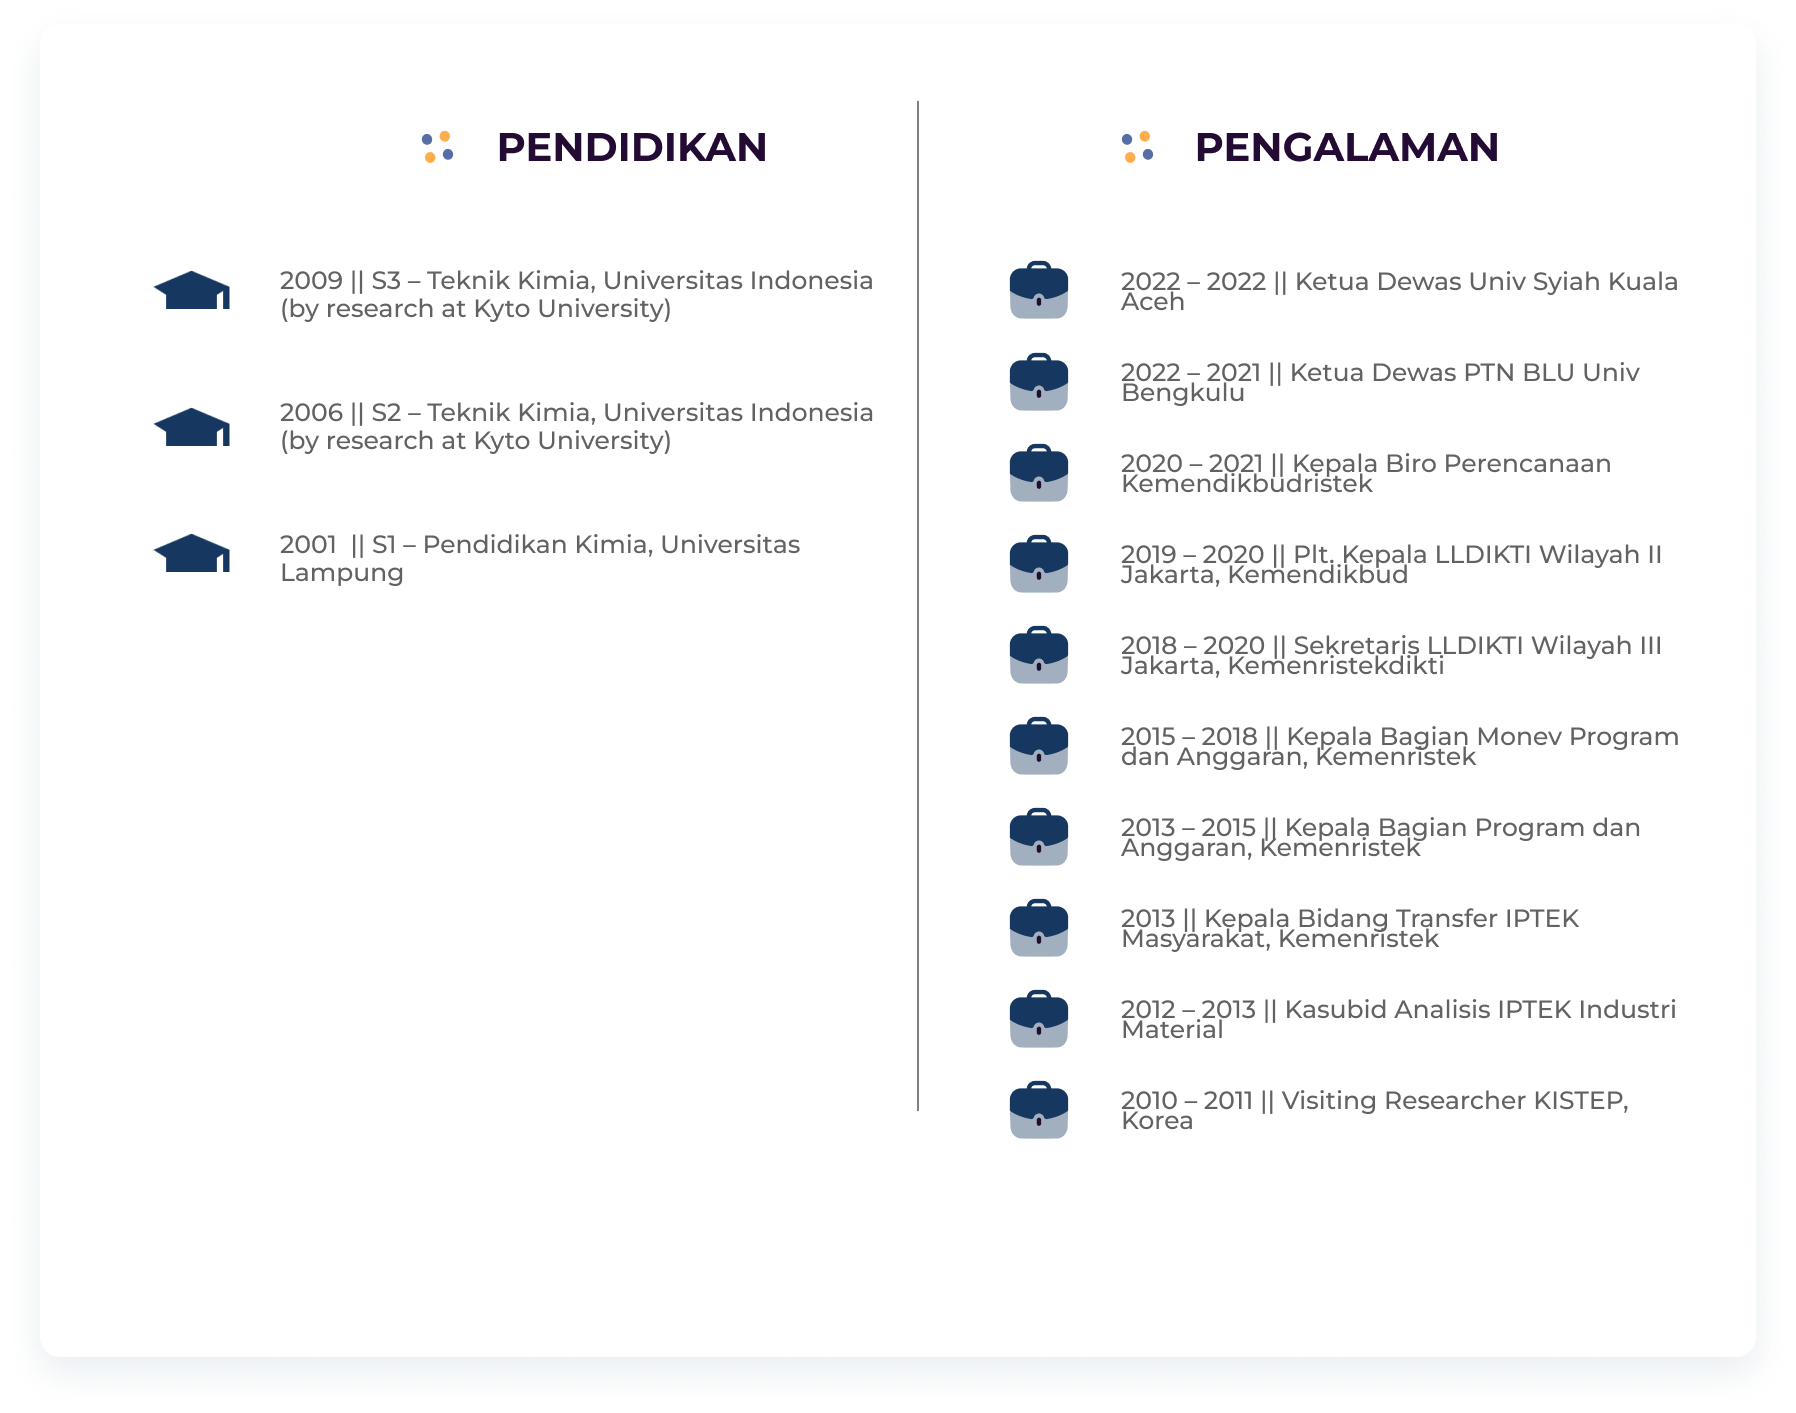 PENDIDIKAN
2009 || S3 – Teknik Kimia, Universitas Indonesia
(by research at Kyto University)
2006 || S2 – Teknik Kimia, Universitas Indonesia
(by research at Kyto University)
2001  || S1 – Pendidikan Kimia, Universitas
Lampung
PENGALAMAN
2022 – 2022 || Ketua Dewas Univ Syiah Kuala
Aceh
2022 – 2021 || Ketua Dewas PTN BLU Univ
Bengkulu
2020 – 2021 || Kepala Biro Perencanaan
Kemendikbudristek
2019 – 2020 || Plt. Kepala LLDIKTI Wilayah II
Jakarta, Kemendikbud
2018 – 2020 || Sekretaris LLDIKTI Wilayah III
Jakarta, Kemenristekdikti
2015 – 2018 || Kepala Bagian Monev Program
dan Anggaran, Kemenristek
2013 – 2015 || Kepala Bagian Program dan
Anggaran, Kemenristek
2013 || Kepala Bidang Transfer IPTEK
Masyarakat, Kemenristek
2012 – 2013 || Kasubid Analisis IPTEK Industri
Material
2010 – 2011 || Visiting Researcher KISTEP,
Korea